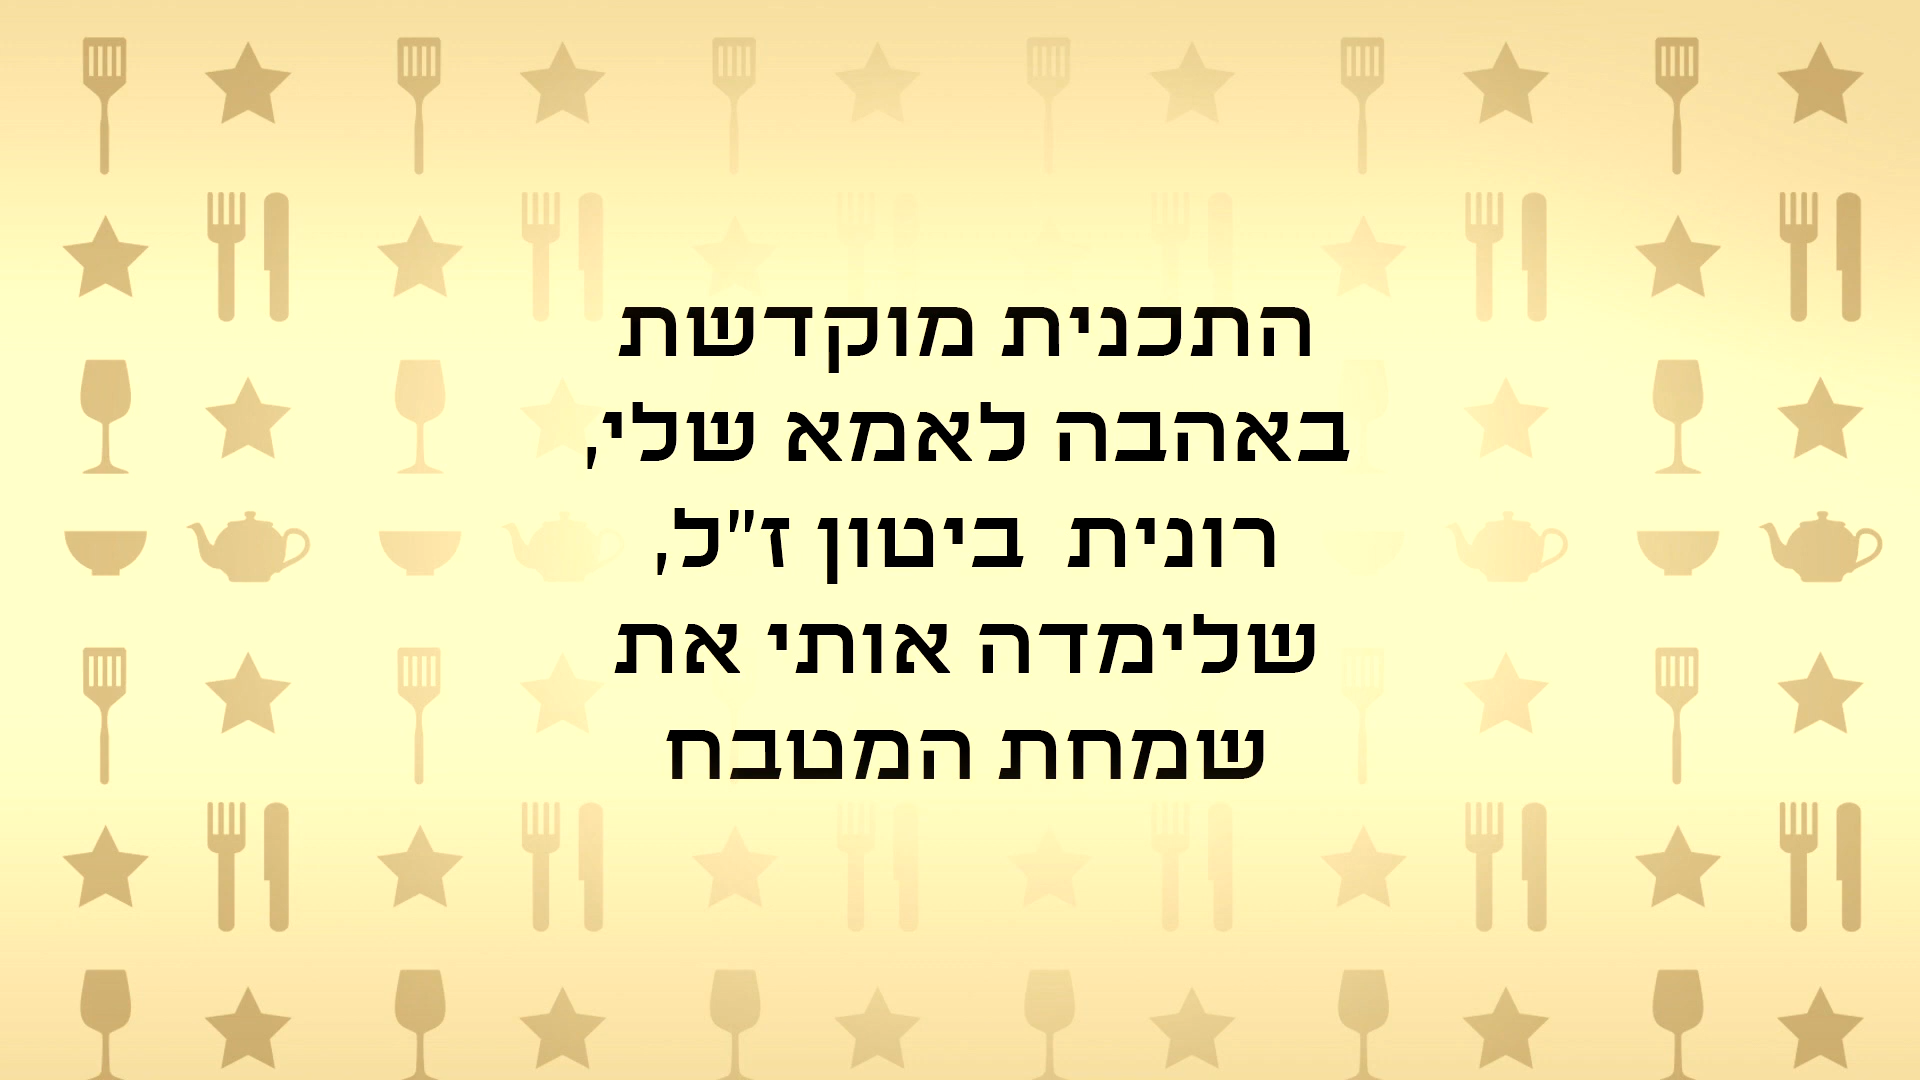 התכנית מוקדשת
באהבה לאמא שלי,
רונית ביטון ז"ל,
שלימדה אותי את
שמחת המטבח